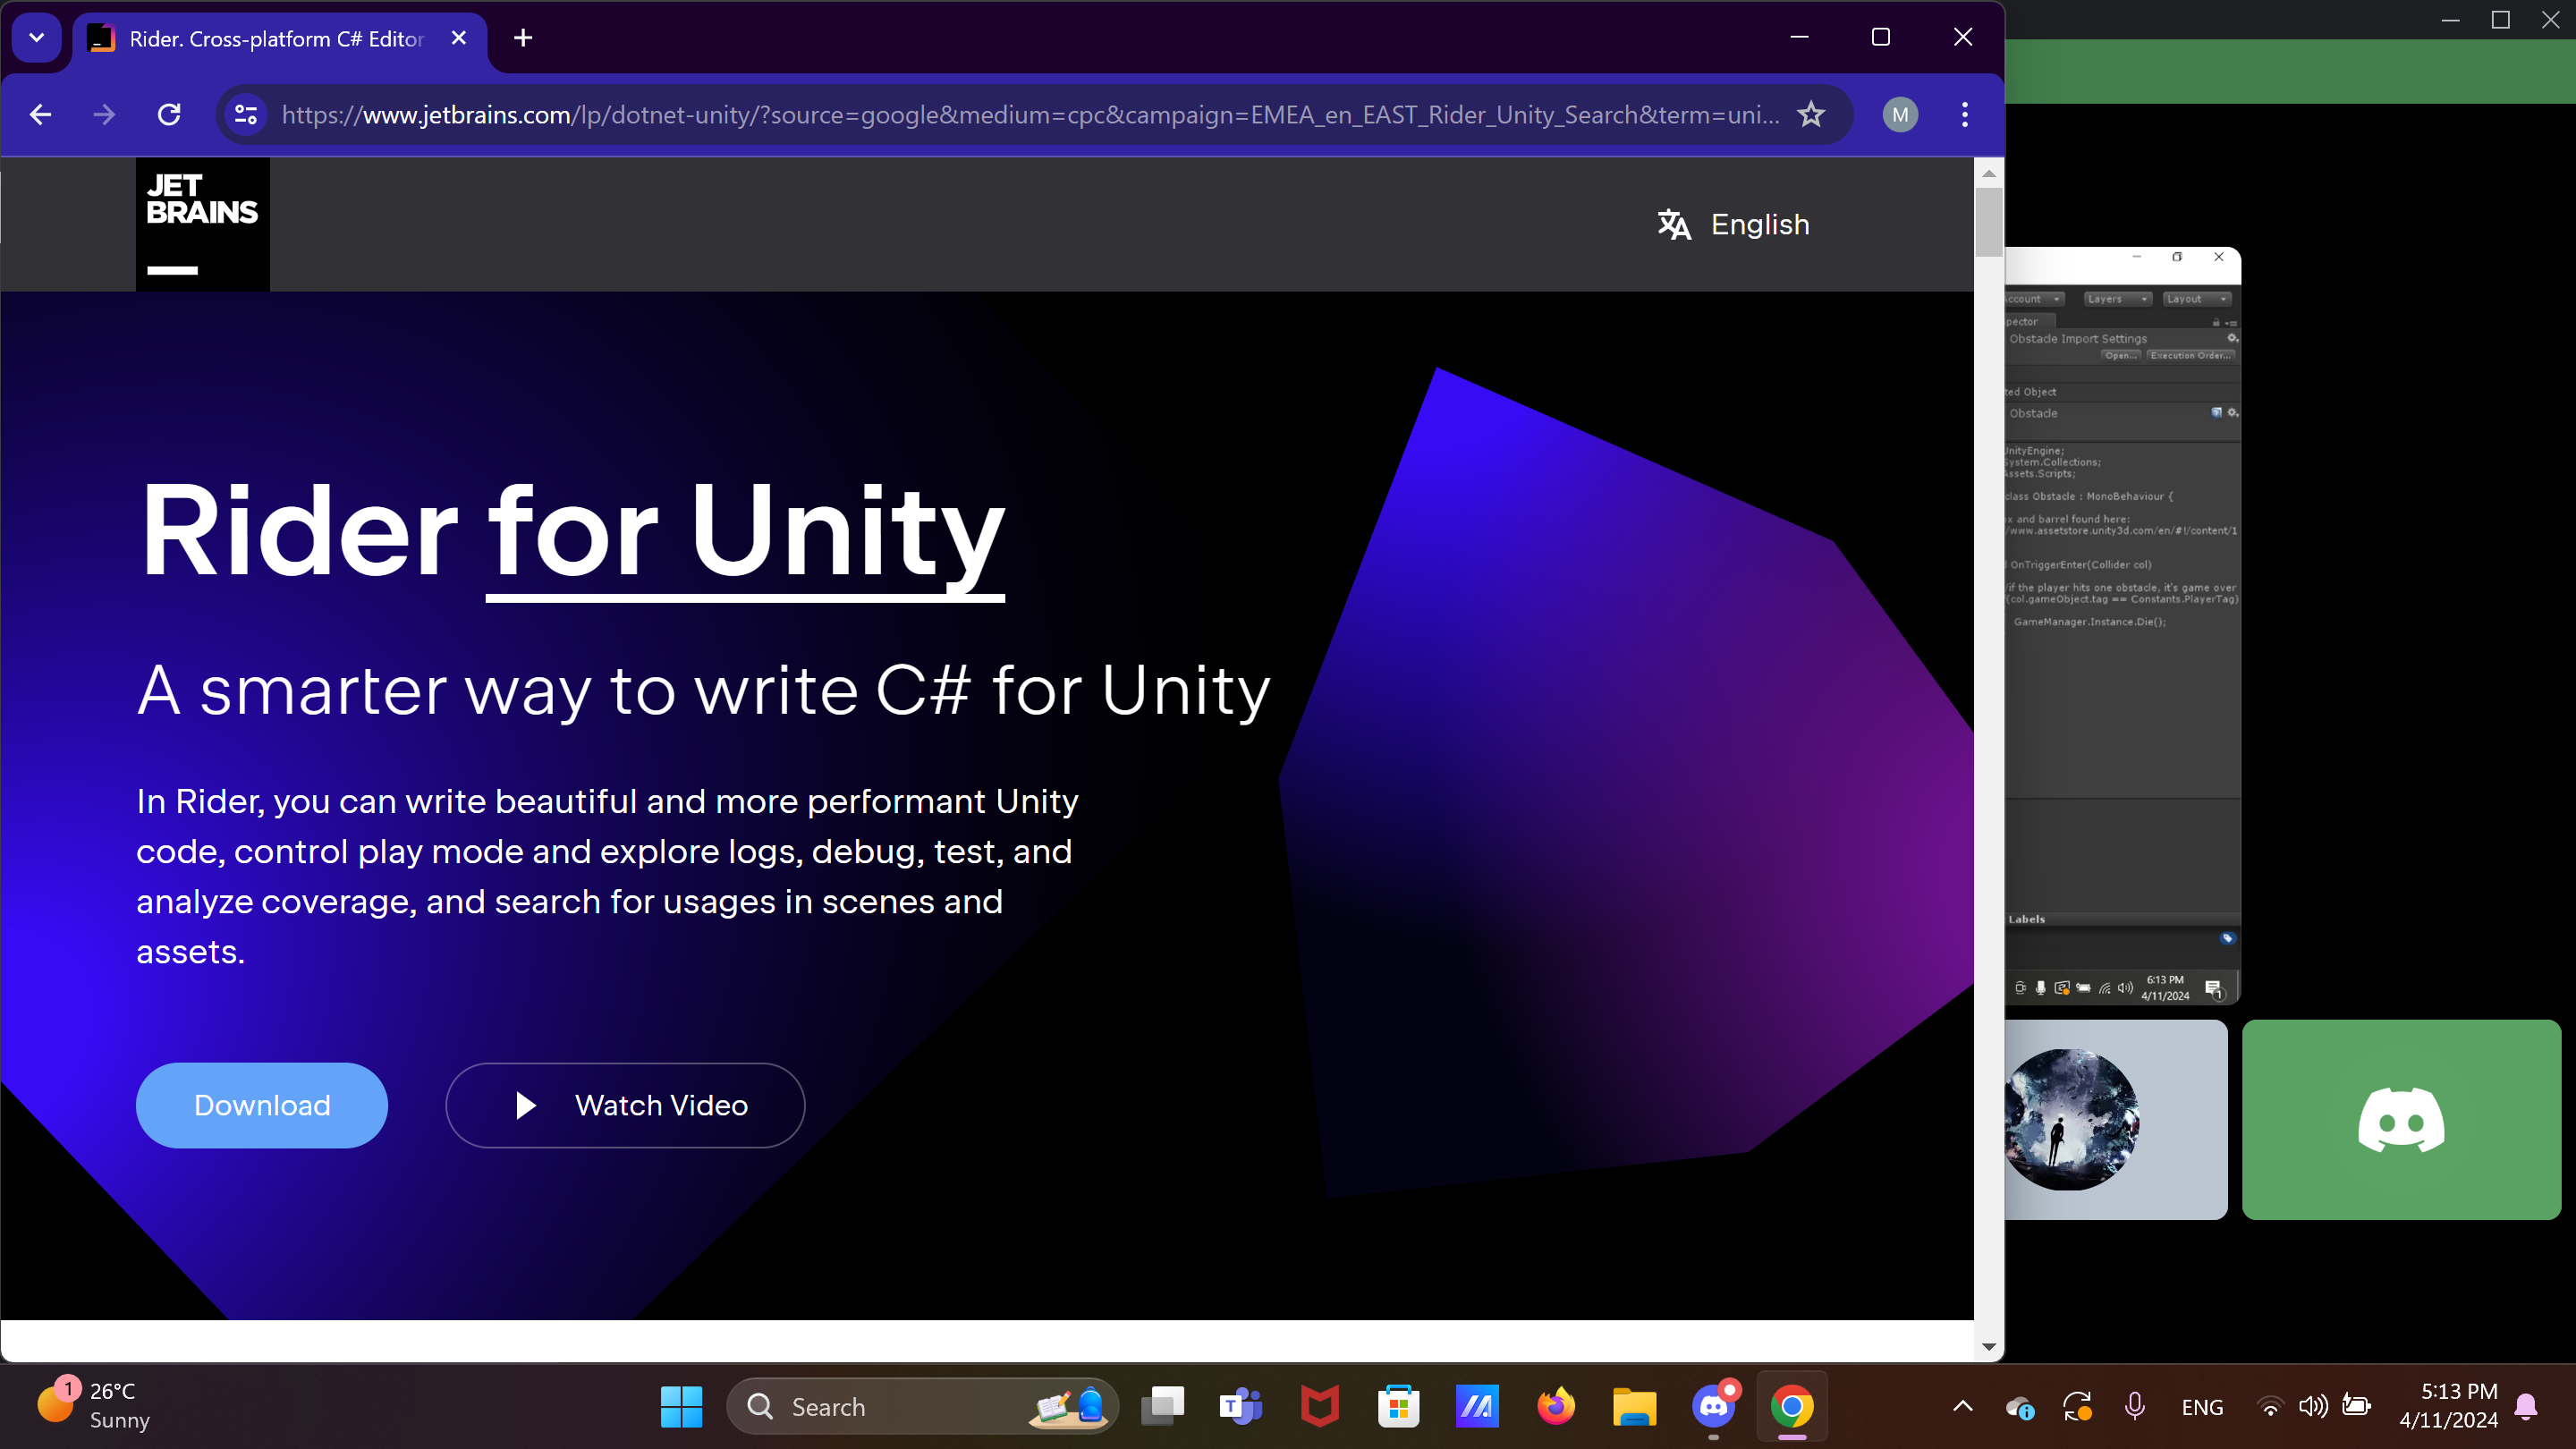 Rider. Cross-platform C# Editor
https://www.jetbrains.com/lp/dotnet-unity/?source=google&medium=cpc&campaign=EMEA_en_EAST_Rider_Unity_Search&term=uni...
M
JET
BRAINS
English
Rider for Unity
A smarter way to write C# for Unity
In Rider, you can write beautiful and more performant Unity
code, control play mode and explore logs, debug, test, and
analyze coverage, and search for usages in scenes and
assets.
Download
Watch Video
Layers
Layout
Obstacle Import Settings
Open...
Execution Order...
Object
Obstacle
UnityEngine;
System.Collections;
Assets.Scripts;
class Obstacle : MonoBehaviour {
and barrel found here:
/www.assetstore.unity3d.com/en/#!/content/1
OnTriggerEnter(Collider col)
/if the player hits one obstacle, it's game over
(col.gameObject.tag == Constants.PlayerTag)
GameManager.Instance.Die();
Labels
6:13 PM
4/11/2024
1
1
26°C
Sunny
Search
T
ENG
5:13 PM
4/11/2024